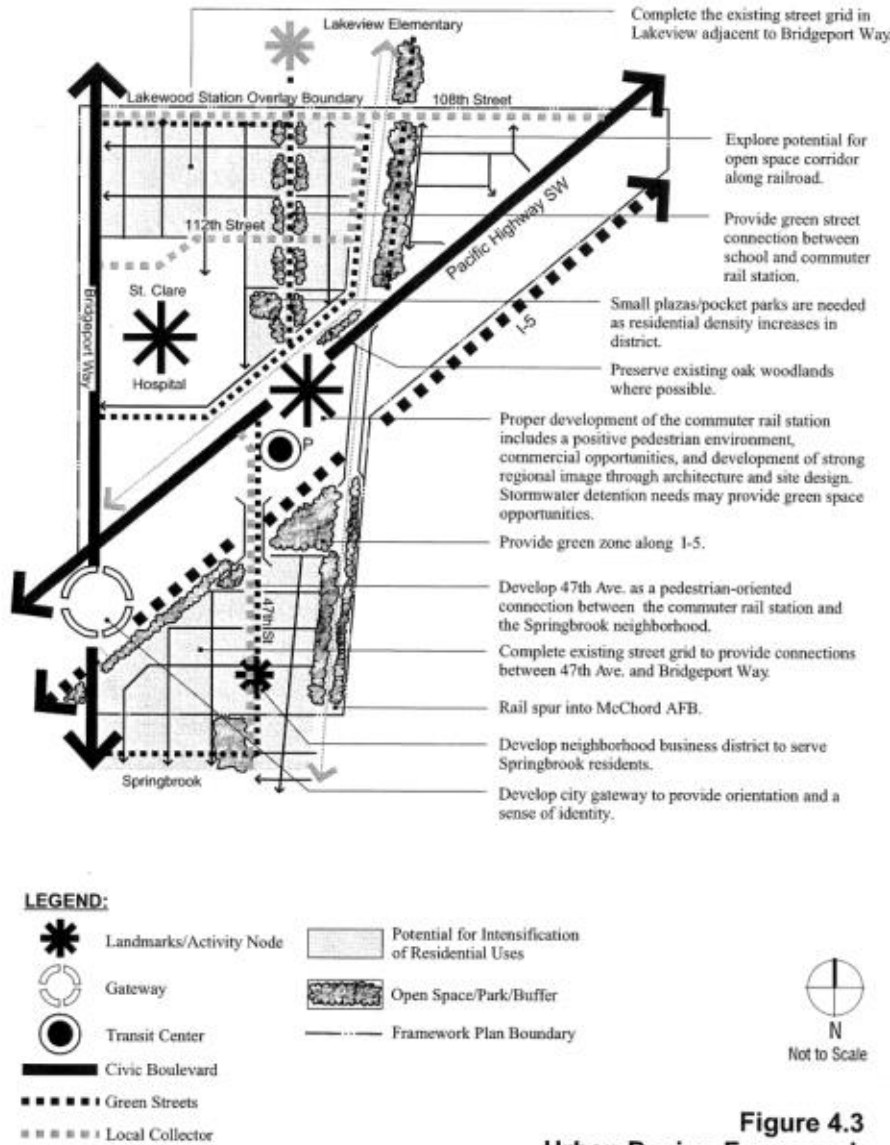 Lakeview Elementary
Complete the existing street grid in
Lakeview adjacent to Bridgeport Way.
Lakewood Station Overlay Boundary
108th Street
Explore potential for
open space corridor
along railroad.
Pacific Highway SW
112th Street
Provide green street
connection between
school and commuter
rail station.
St. Clare
Hospital
Bridgeport Way
I-5
Small plazas/pocket parks are needed
as residential density increases in
district.
Preserve existing oak woodlands
where possible.
Proper development of the commuter rail station
includes a positive pedestrian environment,
commercial opportunities, and development of strong
regional image through architecture and site design.
Stormwater detention needs may provide green space
opportunities.
P
Provide green zone along I-5.
47th St
Develop 47th Ave. as a pedestrian-oriented
connection between the commuter rail station and
the Springbrook neighborhood.
Complete existing street grid to provide connections
between 47th Ave. and Bridgeport Way.
Rail spur into McChord AFB.
Develop neighborhood business district to serve
Springbrook residents.
Springbrook
Develop city gateway to provide orientation and a
sense of identity.
LEGEND:
Landmarks/Activity Node
Gateway
Transit Center
Civic Boulevard
Green Streets
Local Collector
Potential for Intensification
of Residential Uses
Open Space/Park/Buffer
Framework Plan Boundary
N
Not to Scale
Figure 4.3